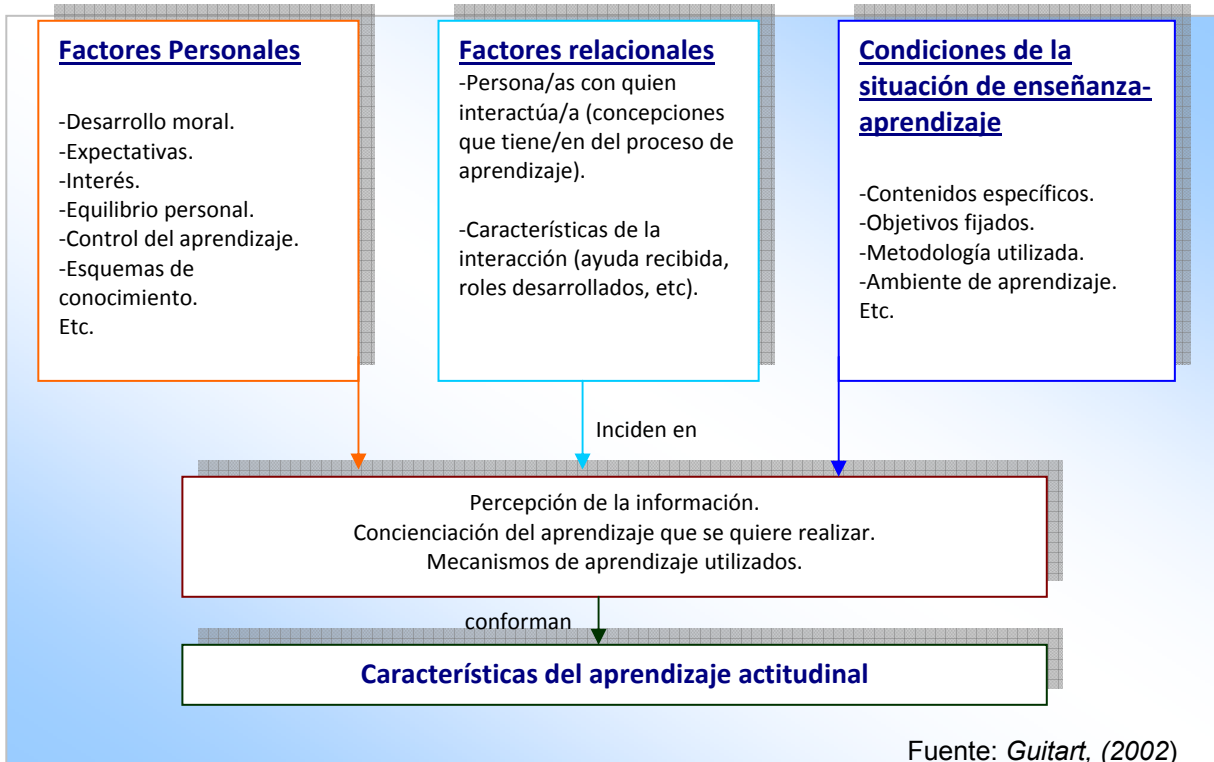 Factores Personales
-Desarrollo moral.
-Expectativas.
-Interés.
-Equilibrio personal.
-Control del aprendizaje.
-Esquemas de
conocimiento.
Etc.
Factores relacionales
-Persona/as con quien
interactúa/a (concepciones
que tiene/en del proceso de
aprendizaje).
-Características de la
interacción (ayuda recibida,
roles desarrollados, etc).
Condiciones de la
situación de enseñanza-
aprendizaje
-Contenidos específicos.
-Objetivos fijados.
-Metodología utilizada.
-Ambiente de aprendizaje.
Etc.
Inciden en
Percepción de la información.
Concienciación del aprendizaje que se quiere realizar.
Mecanismos de aprendizaje utilizados.
conforman
Características del aprendizaje actitudinal
Fuente: Guitart, (2002)